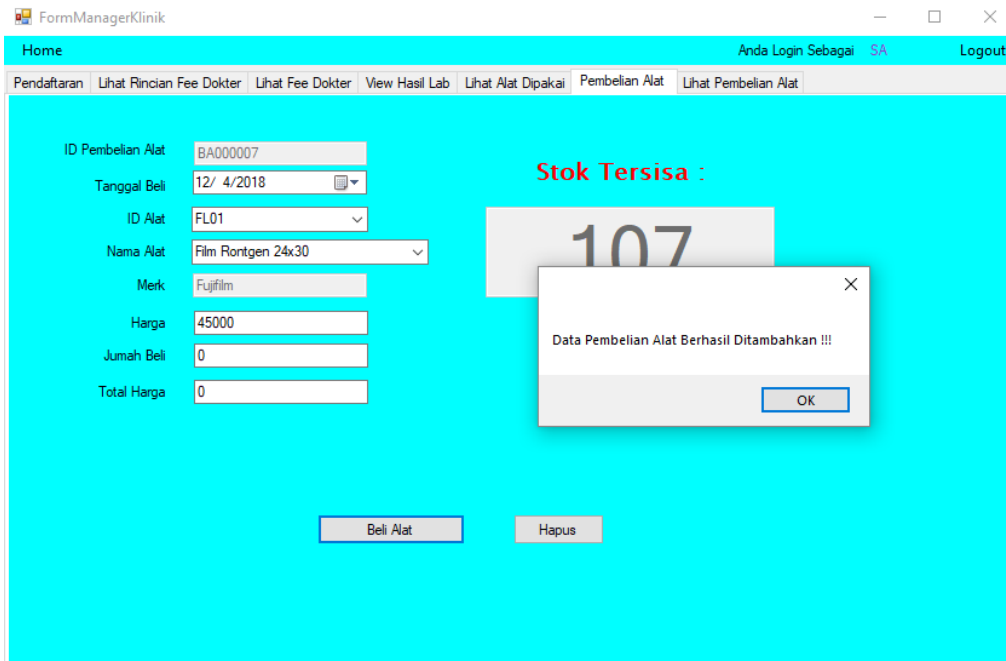 FormManagerKlinik
Home Anda Login Sebagai SA Logout
Pendaftaran Lihat Rincian Fee Dokter Lihat Fee Dokter View Hasil Lab Lihat Alat Dipakai Pembelian Alat Lihat Pembelian Alat
ID Pembelian Alat BA000007
Tanggal Beli 12/ 4/2018
ID Alat FL01
Nama Alat Film Rontgen 24x30
Merk Fujifilm
Harga 45000
Jumah Beli 0
Total Harga 0
Stok Tersisa :
107
Data Pembelian Alat Berhasil Ditambahkan !!!
OK
Beli Alat Hapus